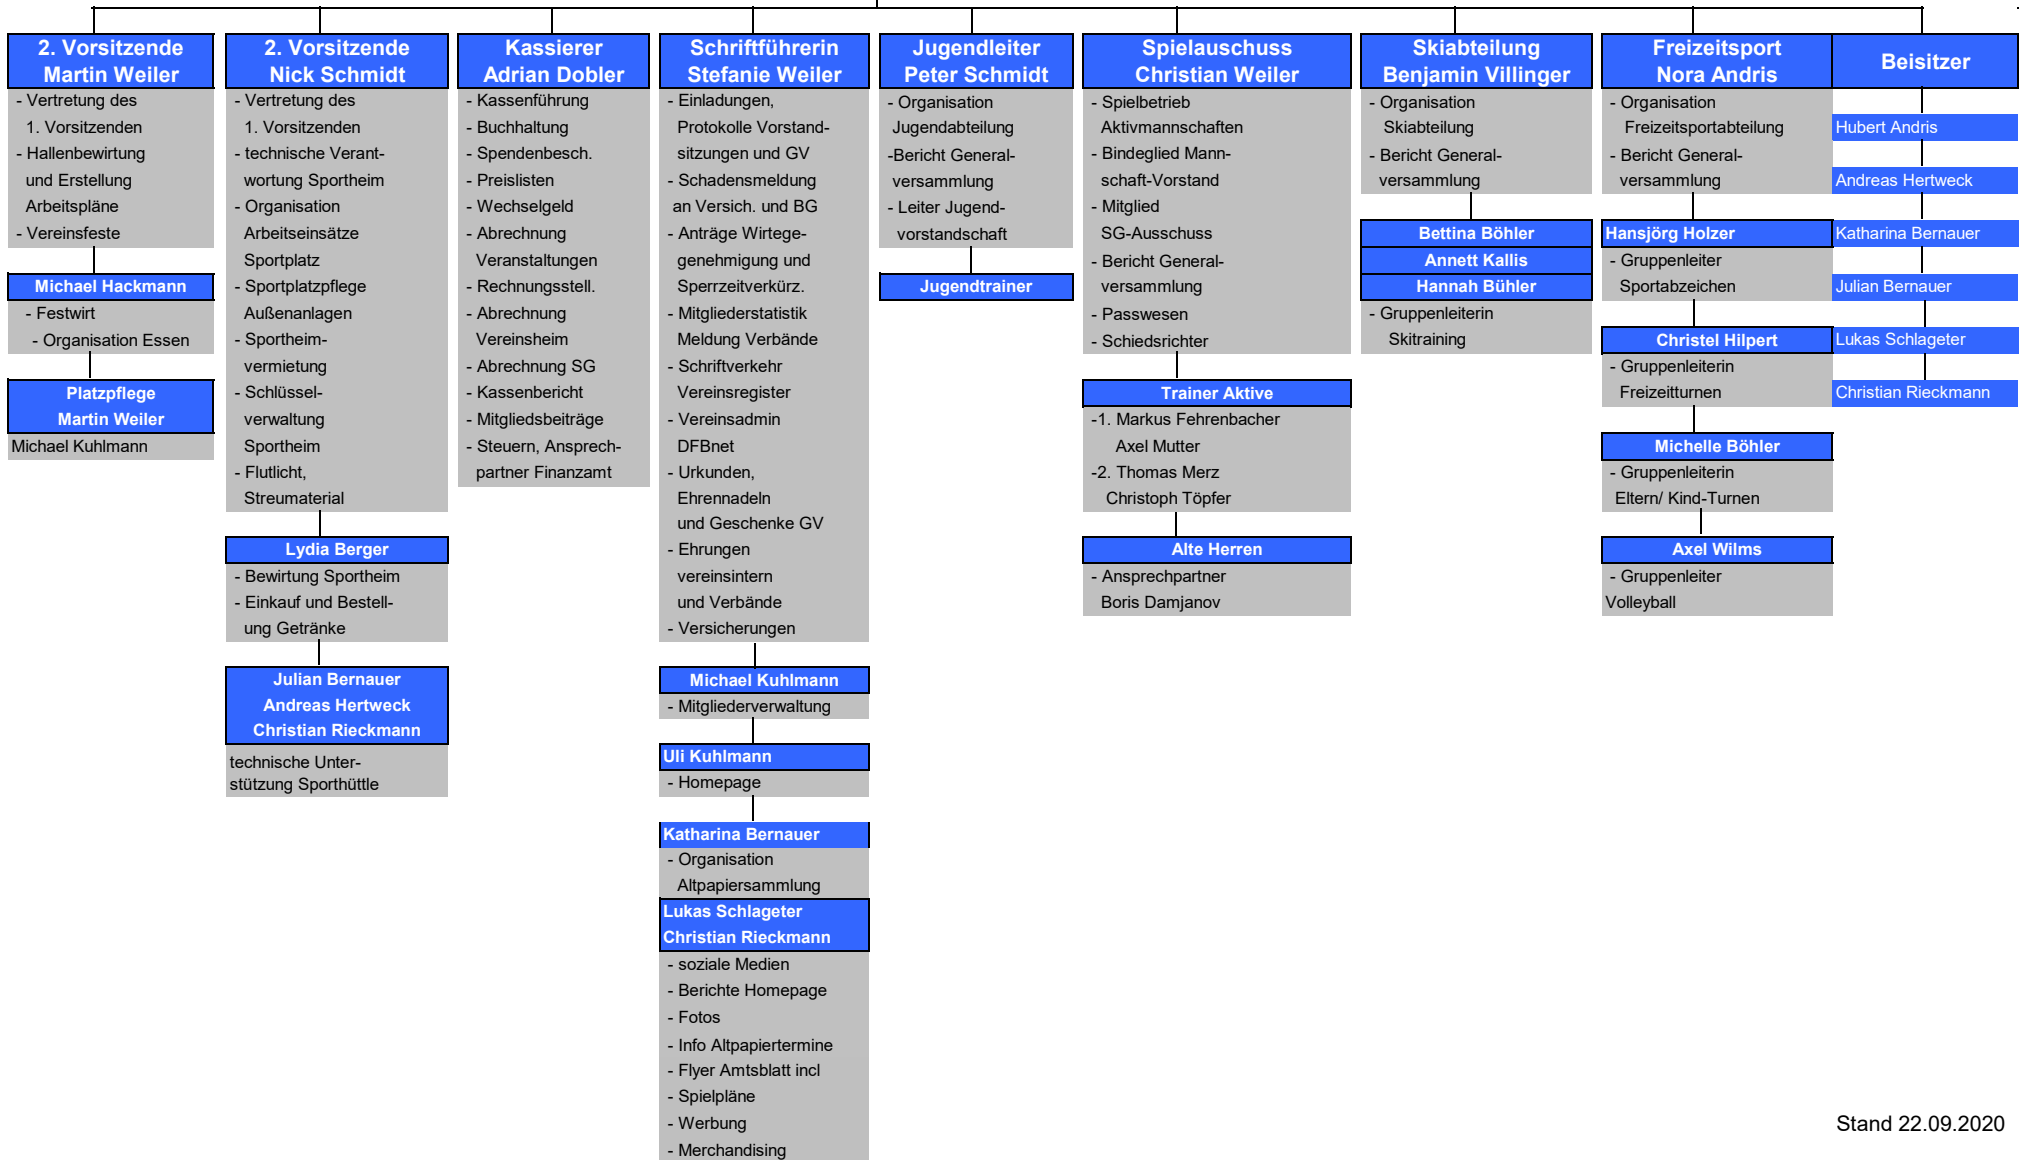 2. Vorsitzende
Martin Weiler
- Vertretung des
1. Vorsitzenden
- Hallenbewirtung
und Erstellung
Arbeitspläne
- Vereinsfeste
Michael Hackmann
- Festwirt
- Organisation Essen
Platzpflege
Martin Weiler
Michael Kuhlmann
2. Vorsitzende
Nick Schmidt
- Vertretung des
1. Vorsitzenden
- technische Verant-
wortung Sportheim
- Organisation
Arbeitseinsätze
Sportplatz
- Sportplatzpflege
Außenanlagen
- Sportheim-
vermietung
- Schlüssel-
verwaltung
Sportheim
- Flutlicht,
Streumaterial
Lydia Berger
- Bewirtung Sportheim
- Einkauf und Bestell-
ung Getränke
Julian Bernauer
Andreas Hertweck
Christian Rieckmann
technische Unter-
stützung Sporthüttle
Kassierer
Adrian Dobler
- Kassenführung
- Buchhaltung
- Spendenbesch.
- Preislisten
- Wechselgeld
- Abrechnung
Veranstaltungen
- Rechnungsstell.
- Abrechnung
Vereinsheim
- Abrechnung SG
- Kassenbericht
- Mitgliedsbeiträge
- Steuern, Ansprech-
partner Finanzamt
Schriftführerin
Stefanie Weiler
- Einladungen,
Protokolle Vorstand-
sitzungen und GV
- Schadensmeldung
an Versich. und BG
- Anträge Wirtege-
genehmigung und
Sperrzeitverkürz.
- Mitgliederstatistik
Meldung Verbände
- Schriftverkehr
Vereinsregister
- Vereinsadmin
DFBnet
- Urkunden,
Ehrennadeln
und Geschenke GV
- Ehrungen
vereinsintern
und Verbände
- Versicherungen
Michael Kuhlmann
- Mitgliederverwaltung
Uli Kuhlmann
- Homepage
Katharina Bernauer
- Organisation
Altpapiersammlung
Lukas Schlageter
Christian Rieckmann
- soziale Medien
- Berichte Homepage
- Fotos
- Info Altpapiertermine
- Flyer Amtsblatt incl
- Spielpläne
- Werbung
- Merchandising
Jugendleiter
Peter Schmidt
- Organisation
Jugendabteilung
-Bericht General-
versammlung
- Leiter Jugend-
vorstandschaft
Jugendtrainer
Spielauschuss
Christian Weiler
- Spielbetrieb
Aktivmannschaften
- Bindeglied Mann-
schaft-Vorstand
- Mitglied
SG-Ausschuss
- Bericht General-
versammlung
- Passwesen
- Schiedsrichter
Trainer Aktive
-1. Markus Fehrenbacher
Axel Mutter
-2. Thomas Merz
Christoph Töpfer
Alte Herren
- Ansprechpartner
Boris Damjanov
Skiabteilung
Benjamin Villinger
- Organisation
Skiabteilung
- Bericht General-
versammlung
Bettina Böhler
Annett Kallis
Hannah Bühler
- Gruppenleiterin
Skitraining
Freizeitsport
Nora Andris
- Organisation
Freizeitsportabteilung
- Bericht General-
versammlung
Hansjörg Holzer
- Gruppenleiter
Sportabzeichen
Christel Hilpert
- Gruppenleiterin
Freizeitturnen
Michelle Böhler
- Gruppenleiterin
Eltern/ Kind-Turnen
Axel Wilms
- Gruppenleiter
Volleyball
Beisitzer
Hubert Andris
Andreas Hertweck
Katharina Bernauer
Julian Bernauer
Lukas Schlageter
Christian Rieckmann
Stand 22.09.2020